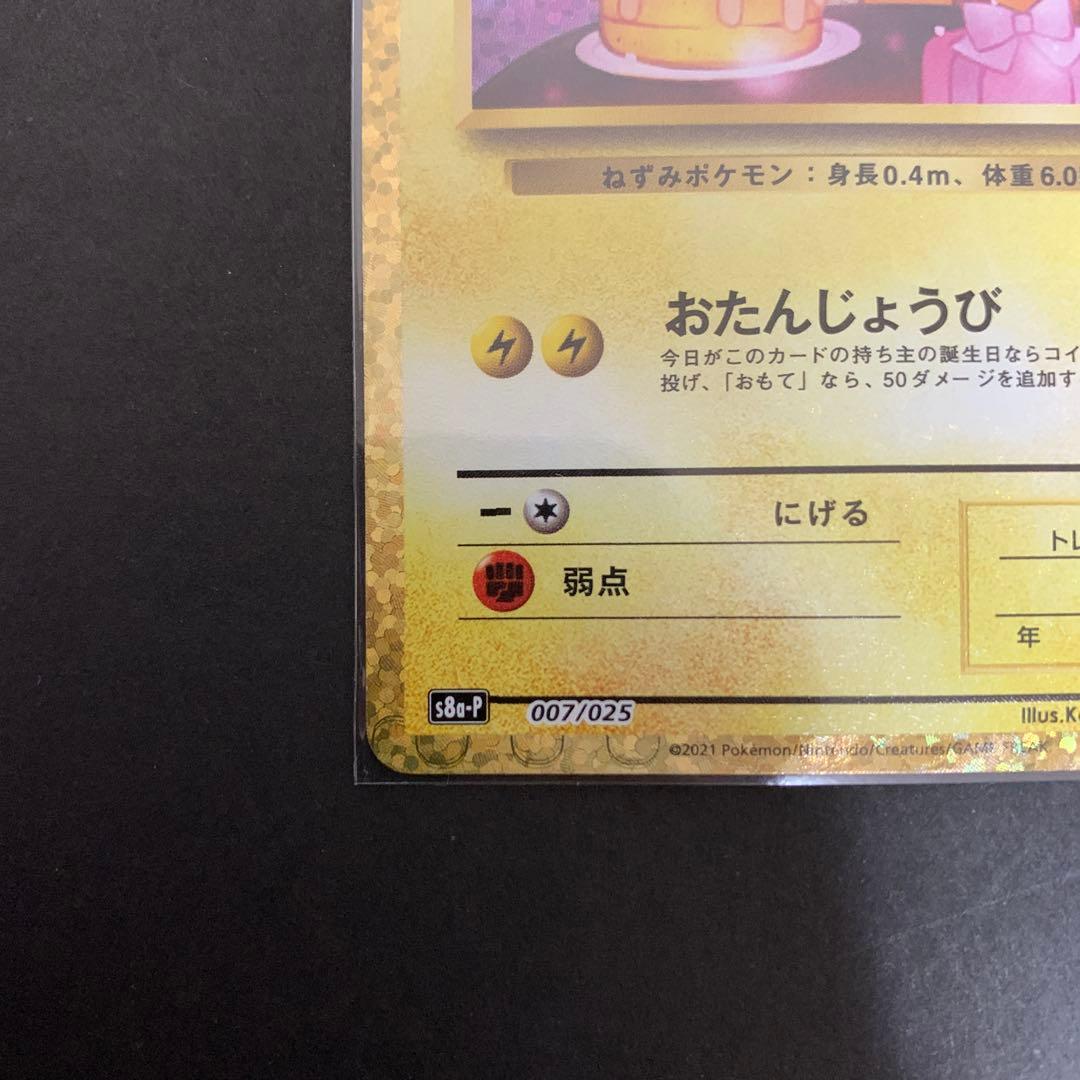 ねずみポケモン：身長0.4m、体重6.0
おたんじょうび
今日がこのカードの持ち主の誕生日ならコイ
投げ、「おもて」なら、50ダメージを追加す
にげる
弱点
トレ
年
s8a-P
007/025
Illus.K
©2021 Pokémon/Nintendo/Creatures/GAME FREAK